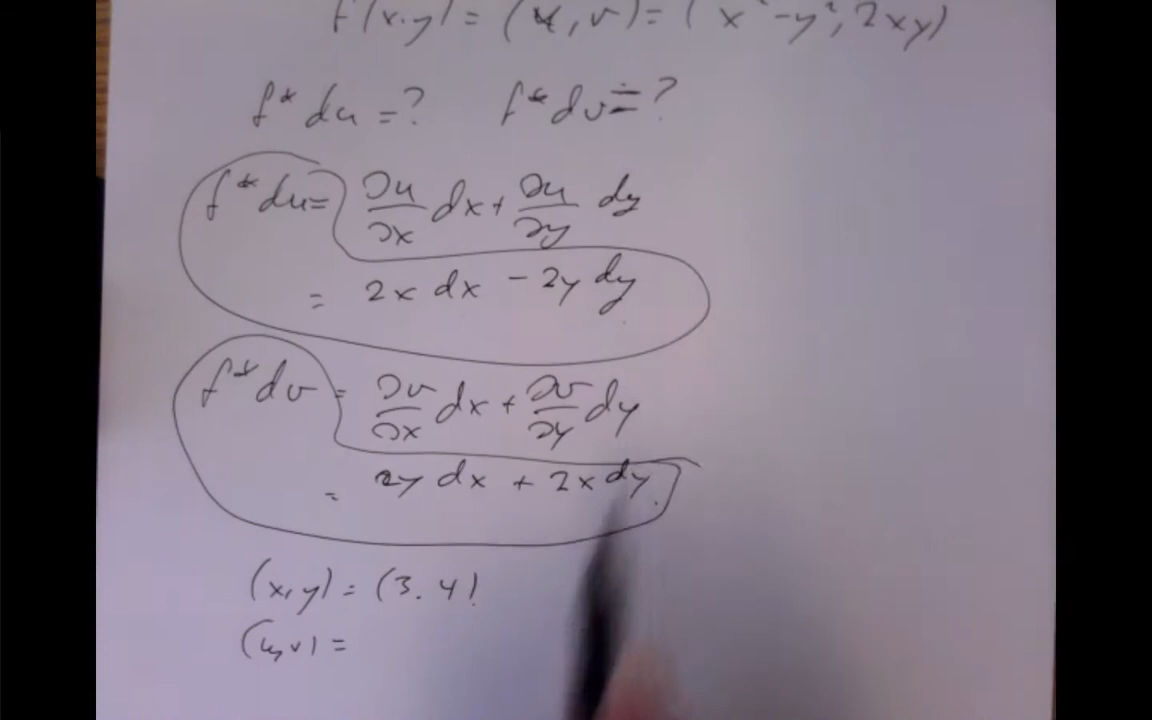 f(x,y) = (u, v) = (x²-y², 2xy)
f* du = ? f* dv = ?
f* du = ∂u/∂x dx + ∂u/∂y dy
= 2x dx - 2y dy
f* dv = ∂v/∂x dx + ∂v/∂y dy
= 2y dx + 2x dy
(x, y) = (3. 4)
(u, v) =